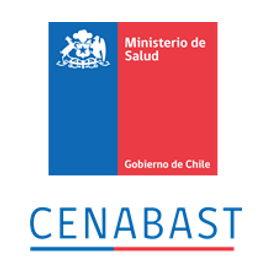 Ministerio de
Salud
Gobierno de Chile
CENABAST